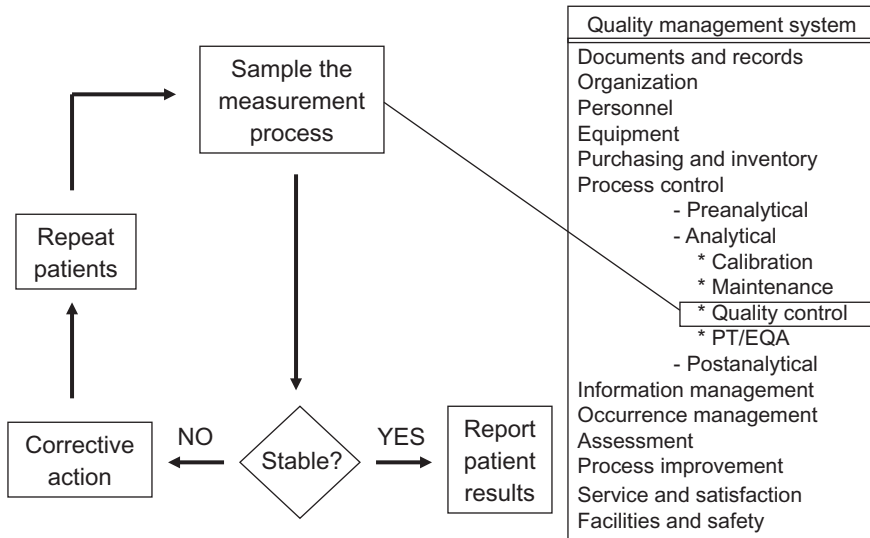 Sample the
measurement
process
Repeat
patients
Corrective
action
NO
Stable?
YES
Report
patient
results
Quality management system
Documents and records
Organization
Personnel
Equipment
Purchasing and inventory
Process control
- Preanalytical
- Analytical
* Calibration
* Maintenance
* Quality control
* PT/EQA
- Postanalytical
Information management
Occurrence management
Assessment
Process improvement
Service and satisfaction
Facilities and safety